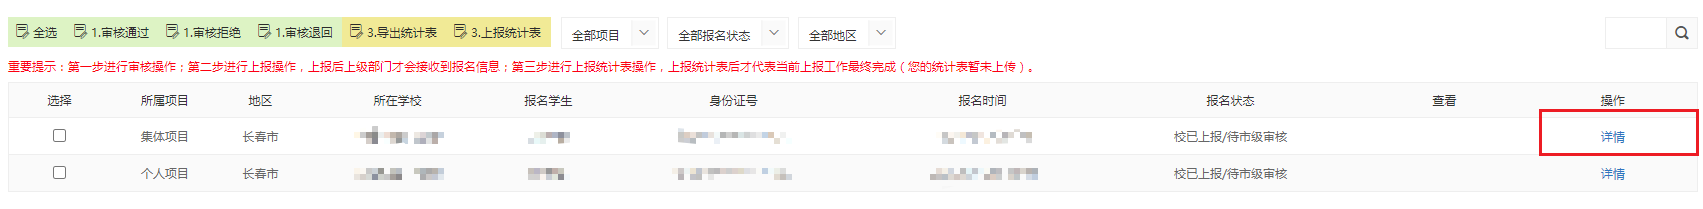 全选 1.审核通过 1.审核拒绝 1.审核退回 3.导出统计表 3.上报统计表 全部项目 全部报名状态 全部地区
重要提示：第一步进行审核操作；第二步进行上报操作，上报后上级部门才会接收到报名信息；第三步进行上报统计表操作，上报统计表后才代表当前上报工作最终完成（您的统计表暂未上传）。
选择 所属项目 地区 所在学校 报名学生 身份证号 报名时间 报名状态 查看 操作
集体项目 长春市 校已上报/待市级审核 详情
个人项目 长春市 校已上报/待市级审核 详情